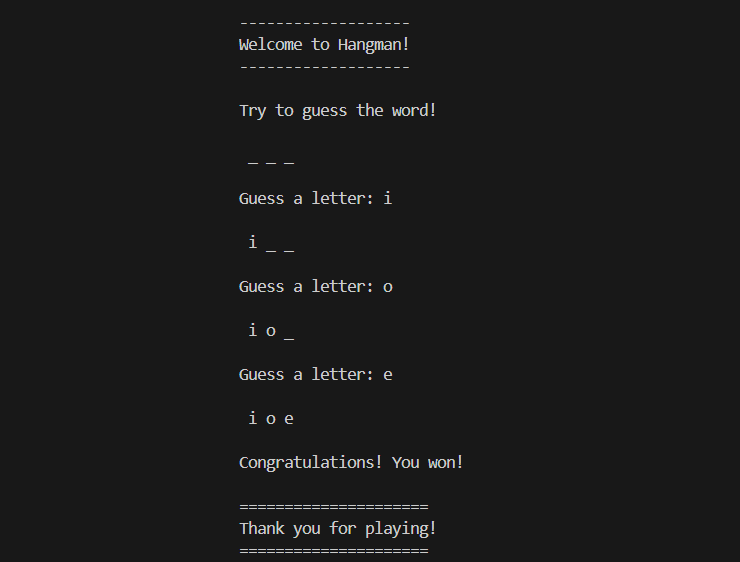 -------------------
Welcome to Hangman!
-------------------
Try to guess the word!
_ _ _
Guess a letter: i
i _ _
Guess a letter: o
i o _
Guess a letter: e
i o e
Congratulations! You won!
=====================
Thank you for playing!
=====================